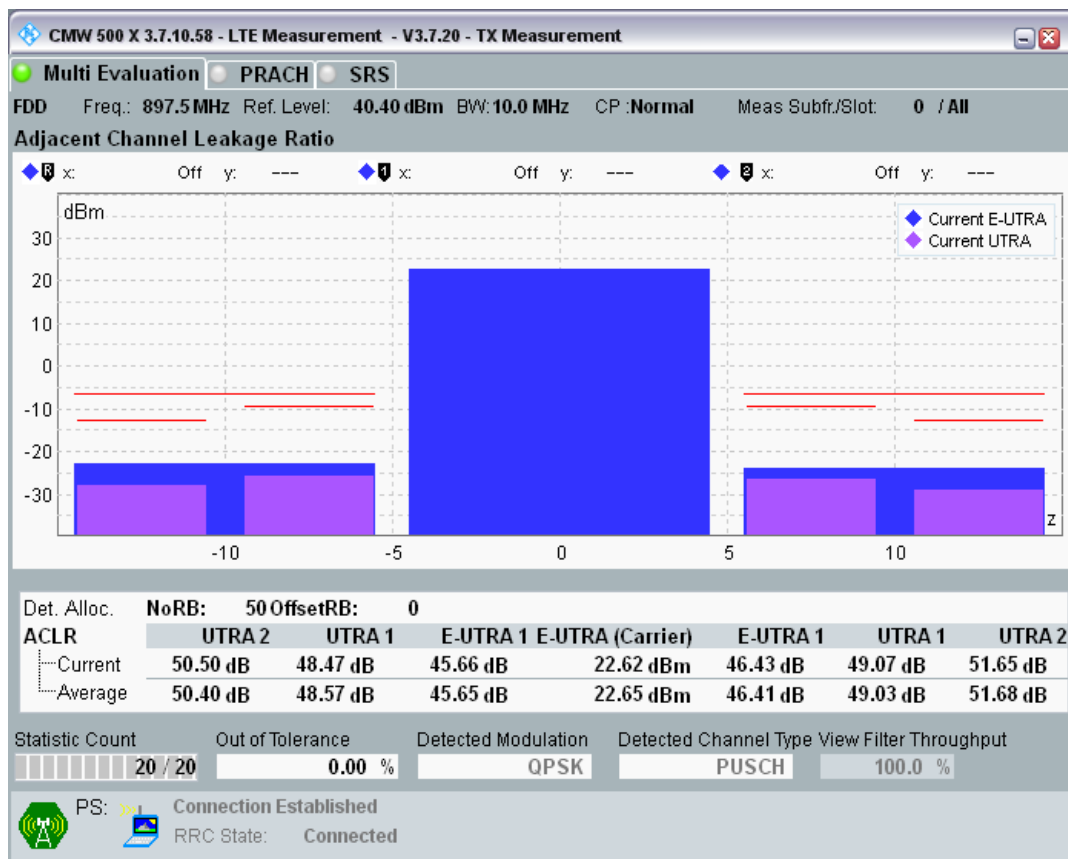 CMW 500 X 3.7.10.58 - LTE Measurement - V3.7.20 - TX Measurement
Multi Evaluation PRACH SRS
FDD Freq.: 897.5 MHz Ref. Level: 40.40 dBm BW: 10.0 MHz CP :Normal Meas Subfr./Slot: 0 / All
Adjacent Channel Leakage Ratio
R x: Off y: --- 1 x: Off y: --- 2 x: Off y: ---
dBm
Current E-UTRA
Current UTRA
30
20
10
0
-10
-20
-30
z
-10 -5 0 5 10
Det. Alloc. NoRB: 50 OffsetRB: 0
ACLR UTRA 2 UTRA 1 E-UTRA 1 E-UTRA (Carrier) E-UTRA 1 UTRA 1 UTRA 2
Current 50.50 dB 48.47 dB 45.66 dB 22.62 dBm 46.43 dB 49.07 dB 51.65 dB
Average 50.40 dB 48.57 dB 45.65 dB 22.65 dBm 46.41 dB 49.03 dB 51.68 dB
Statistic Count Out of Tolerance Detected Modulation Detected Channel Type View Filter Throughput
20 / 20 0.00 % QPSK PUSCH 100.0 %
PS: Connection Established
RRC State: Connected